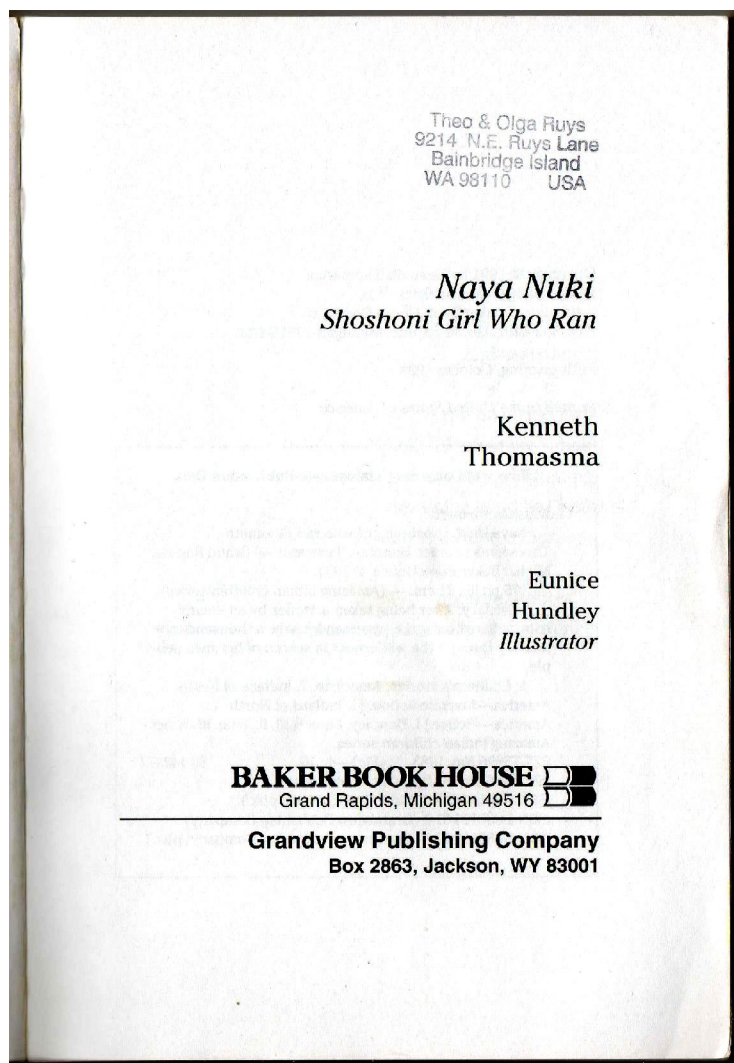 Theo & Olga Ruys
9214 N.E. Ruys Lane
Bainbridge Island
WA 98110 USA
Naya Nuki
Shoshoni Girl Who Ran
Kenneth
Thomasma
Eunice
Hundley
Illustrator
BAKER BOOK HOUSE
Grand Rapids, Michigan 49516
Grandview Publishing Company
Box 2863, Jackson, WY 83001